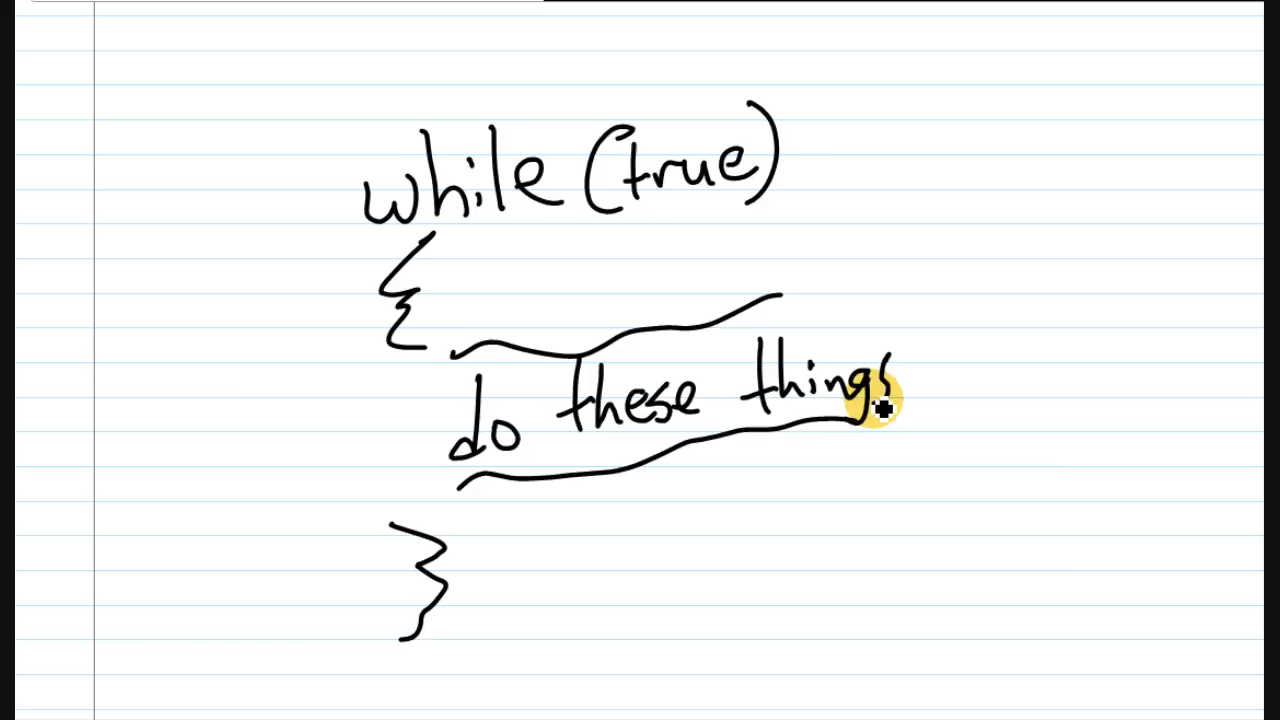 while (true)
{
do these things
}